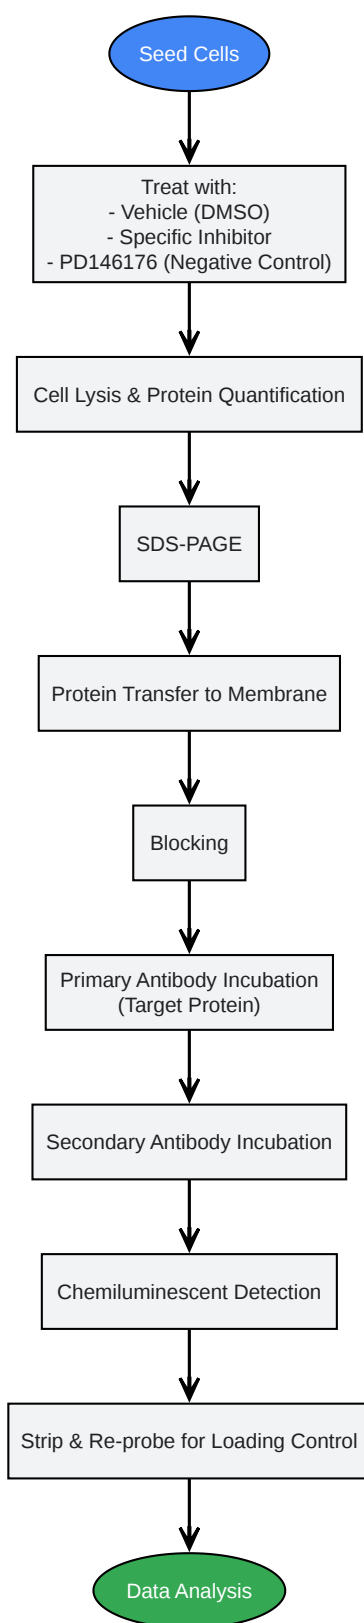 Seed Cells
Treat with:
- Vehicle (DMSO)
- Specific Inhibitor
- PD146176 (Negative Control)
Cell Lysis & Protein Quantification
SDS-PAGE
Protein Transfer to Membrane
Blocking
Primary Antibody Incubation
(Target Protein)
Secondary Antibody Incubation
Chemiluminescent Detection
Strip & Re-probe for Loading Control
Data Analysis